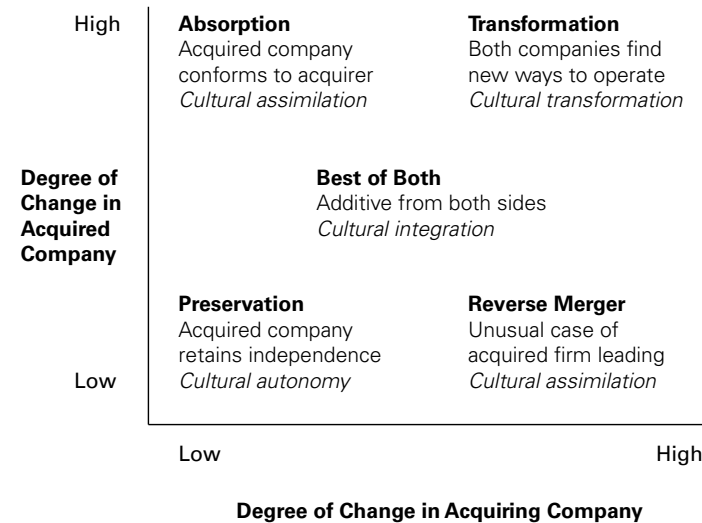 High
Absorption
Acquired company
conforms to acquirer
Cultural assimilation
Transformation
Both companies find
new ways to operate
Cultural transformation
Degree of
Change in
Acquired
Company
Best of Both
Additive from both sides
Cultural integration
Preservation
Acquired company
retains independence
Cultural autonomy
Reverse Merger
Unusual case of
acquired firm leading
Cultural assimilation
Low
Low
High
Degree of Change in Acquiring Company